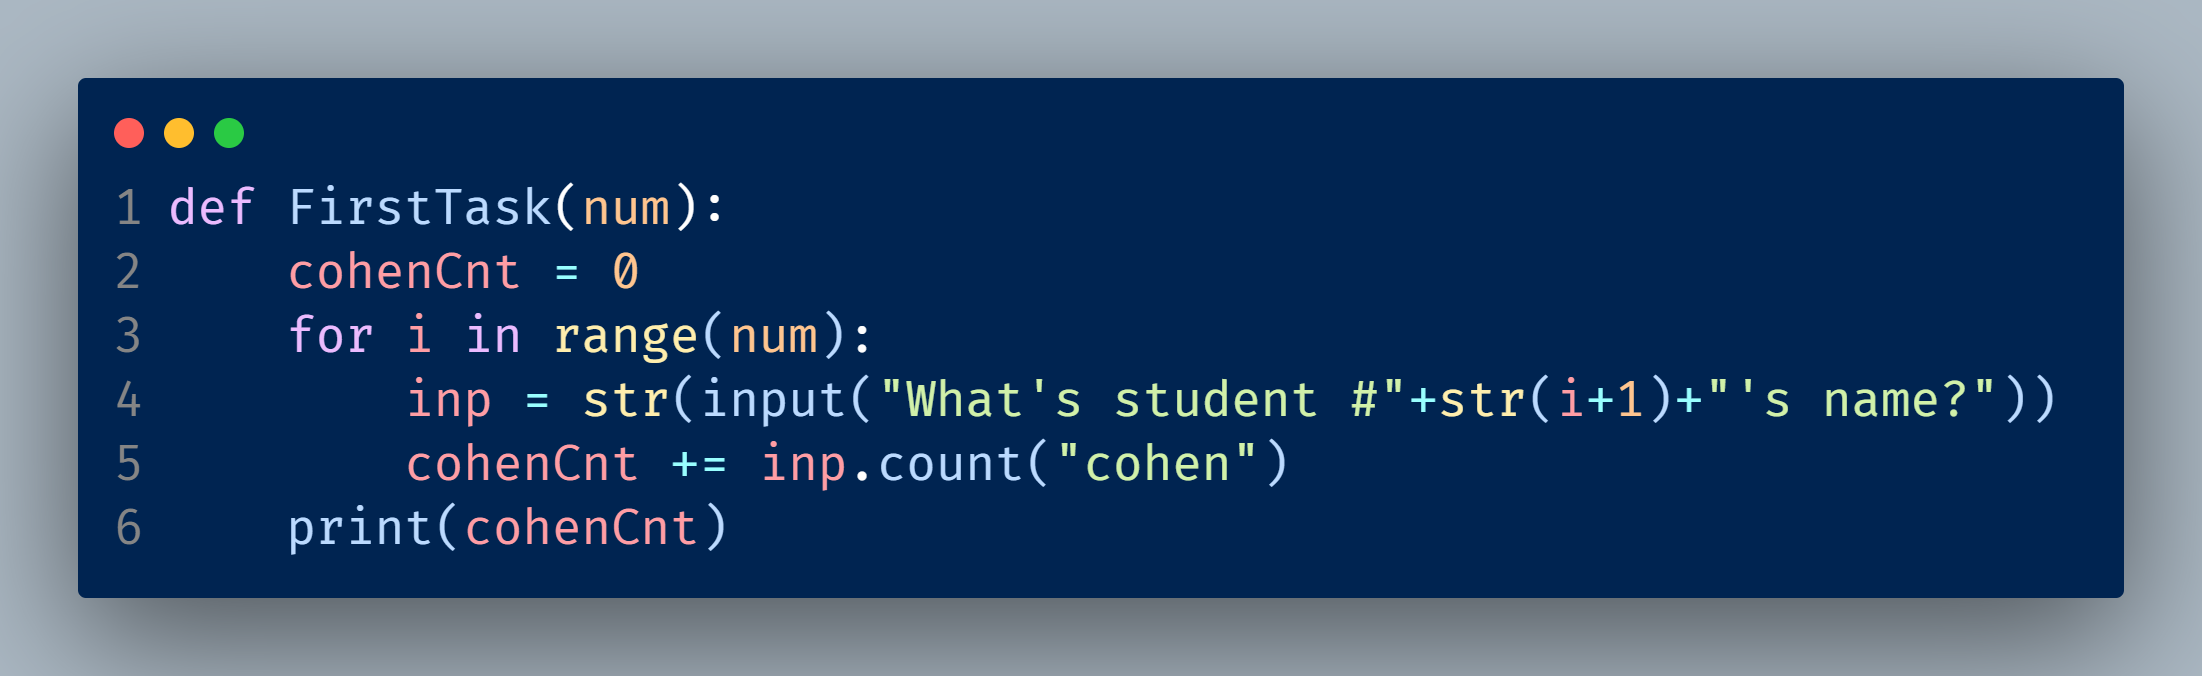 1 def FirstTask(num):
2     cohenCnt = 0
3     for i in range(num):
4         inp = str(input("What's student #"+str(i+1)+"'s name?"))
5         cohenCnt += inp.count("cohen")
6     print(cohenCnt)